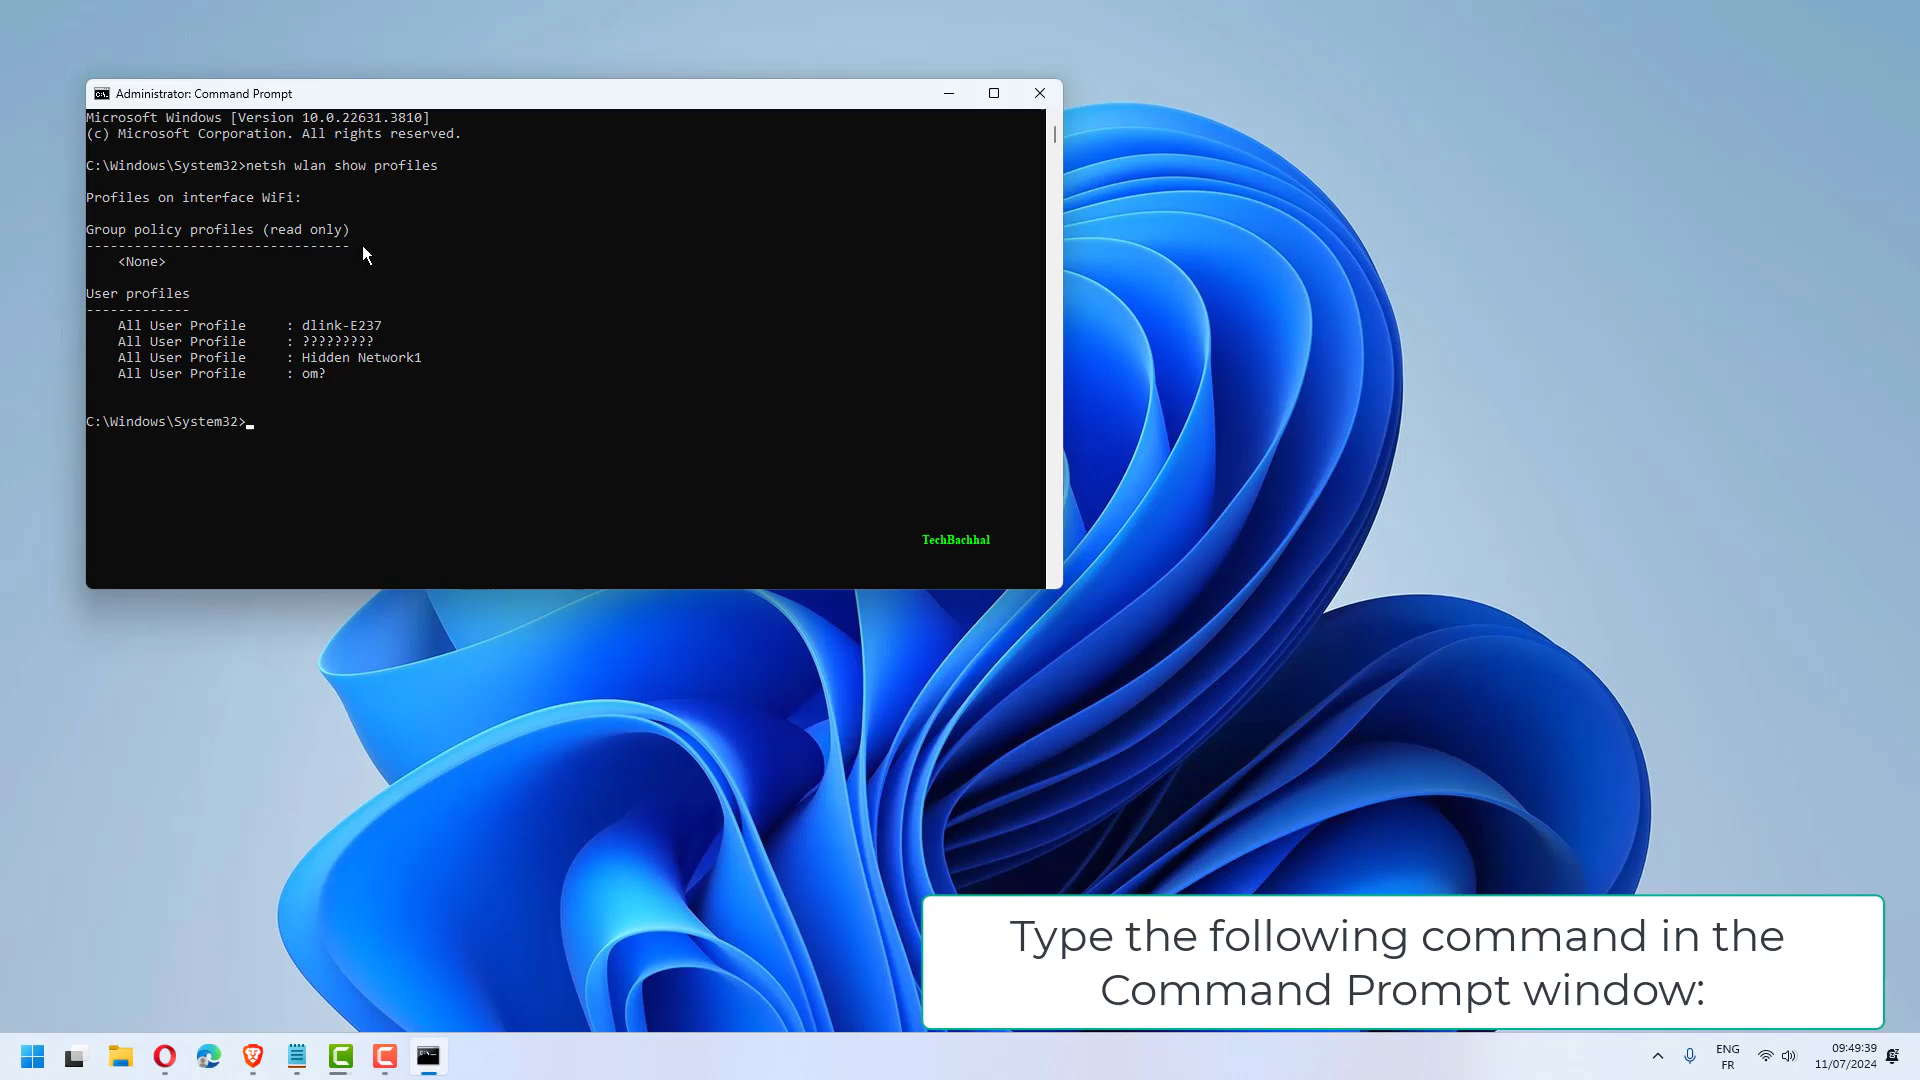 Administrator: Command Prompt
Microsoft Windows [Version 10.0.22631.3810]
(c) Microsoft Corporation. All rights reserved.
C:\Windows\System32>netsh wlan show profiles
Profiles on interface WiFi:
Group policy profiles (read only)
---------------------------------
<None>
User profiles
-------------
All User Profile     : dlink-E237
All User Profile     : ?????????
All User Profile     : Hidden Network1
All User Profile     : om?
C:\Windows\System32>
TechBachhal
Type the following command in the
Command Prompt window:
ENG
FR
09:49:39
11/07/2024